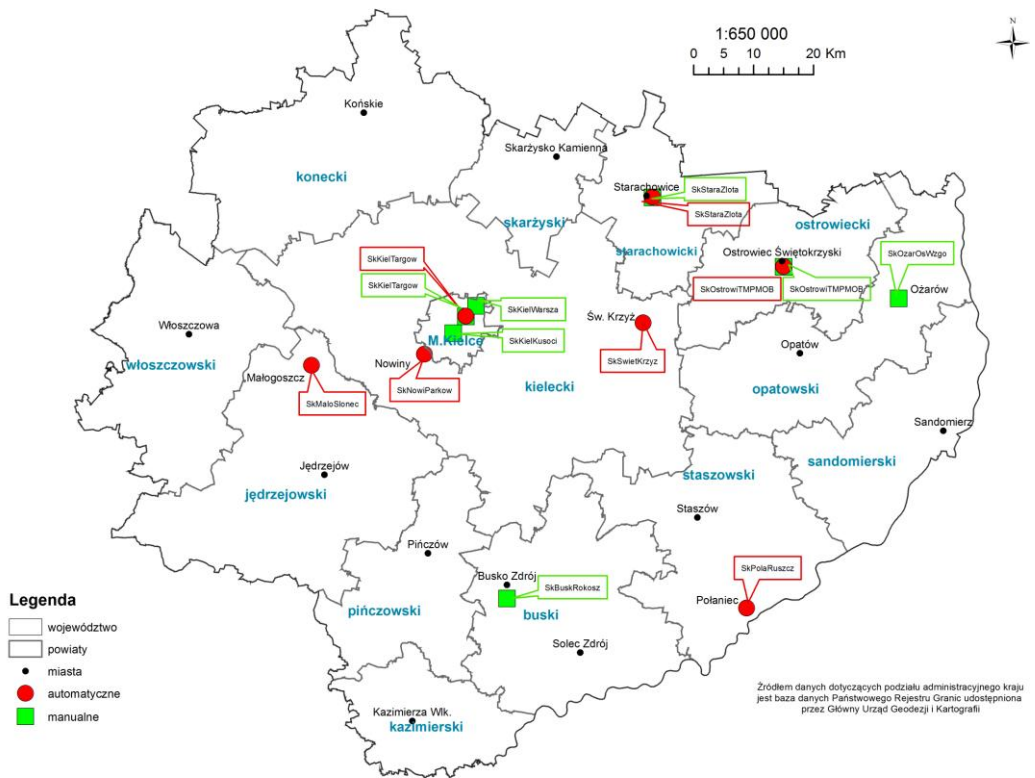 1:650 000
0 5 10 20 Km
N
Końskie
Skarżysko Kamienna
konecki
Starachowice
SkStaraZlota
SkStaraZlota
skarżyski
ostrowiecki
starachowicki
Ostrowiec Świętokrzyski
SkOzarOsWzgo
SkKielTargow
SkKielTargow
SkOstrowiTMPMOB
SkOstrowiTMPMOB
Ożarów
SkKielWarsza
Św. Krzyż
Włoszczowa
M.Kielce
SkKielKusoci
Opatów
włoszczowski
Nowiny
SkSwietKrzyz
Małogoszcz
kielecki
opatowski
SkNowiParkow
SkMaloSlonec
Sandomierz
sandomierski
Jędrzejów
staszowski
jędrzejowski
Staszów
Pińczów
SkPolaRuszcz
Busko Zdrój
SkBuskRokosz
Połaniec
pińczowski
buski
Solec Zdrój
Kazimierza Wlk.
kazimierski
Legenda
województwo
powiaty
miasta
automatyczne
manualne
Źródłem danych dotyczących podziału administracyjnego kraju
jest baza danych Państwowego Rejestru Granic udostępniona
przez Główny Urząd Geodezji i Kartografii